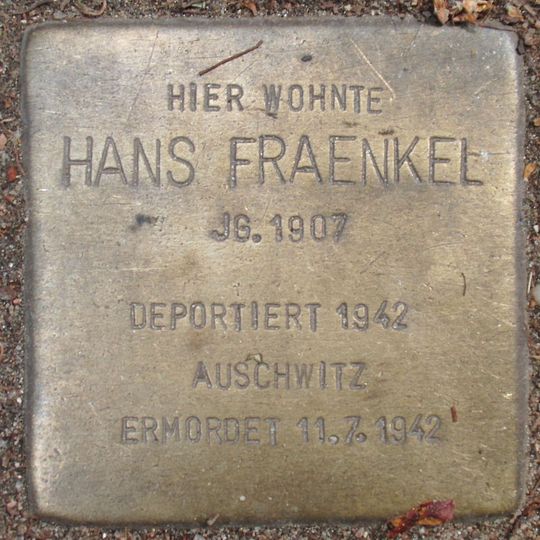 HIER WOHNTE
HANS FRAENKEL
JG. 1907
DEPORTIERT 1942
AUSCHWITZ
ERMORDET 11.7.1942